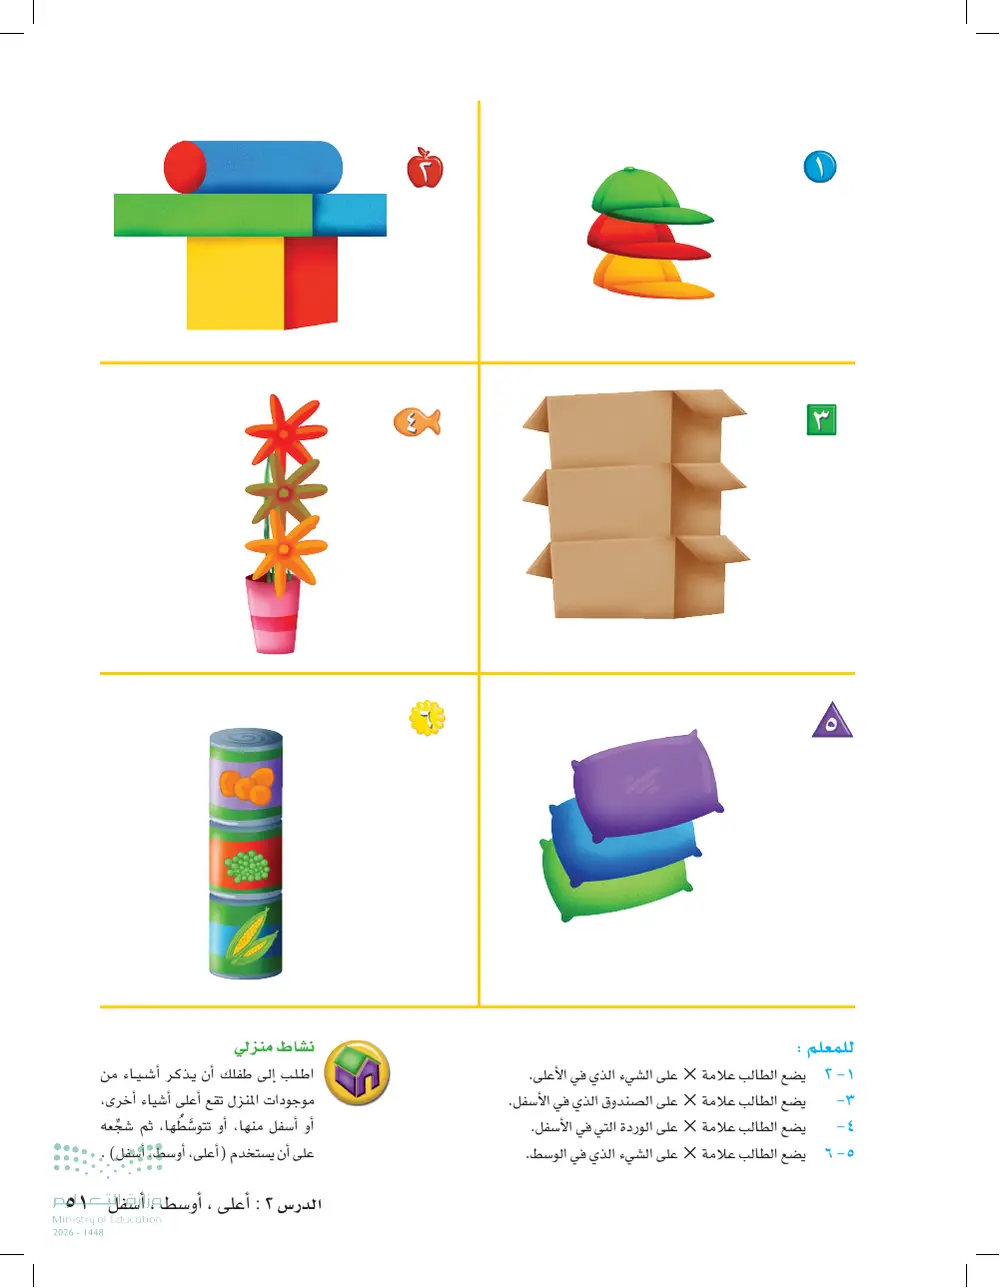 ١
٢
٣
٤
٥
٦
للمعلم :
١- ٢ يضع الطالب علامة × على الشيء الذي في الأعلى.
٣- يضع الطالب علامة × على الصندوق الذي في الأسفل.
٤- يضع الطالب علامة × على الوردة التي في الأسفل.
٥- ٦ يضع الطالب علامة × على الشيء الذي في الوسط.
نشاط منزلي
اطلب إلى طفلك أن يذكر أشياء من
موجودات المنزل تقع أعلى أشياء أخرى،
أو أسفل منها، أو تتوسَّطُها، ثم شجِّعه
على أن يستخدم (أعلى، أوسط، أسفل) .
الدرس ٢ : أعلى ، أوسط ، أسفل ٥١
وزارة التعليم
Ministry of Education
2026 - 1448